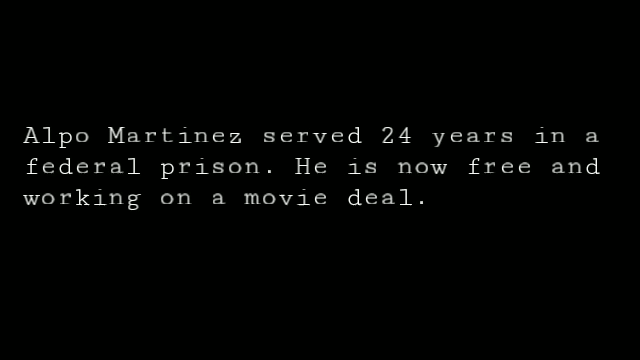 Alpo Martinez served 24 years in a
federal prison. He is now free and
working on a movie deal.